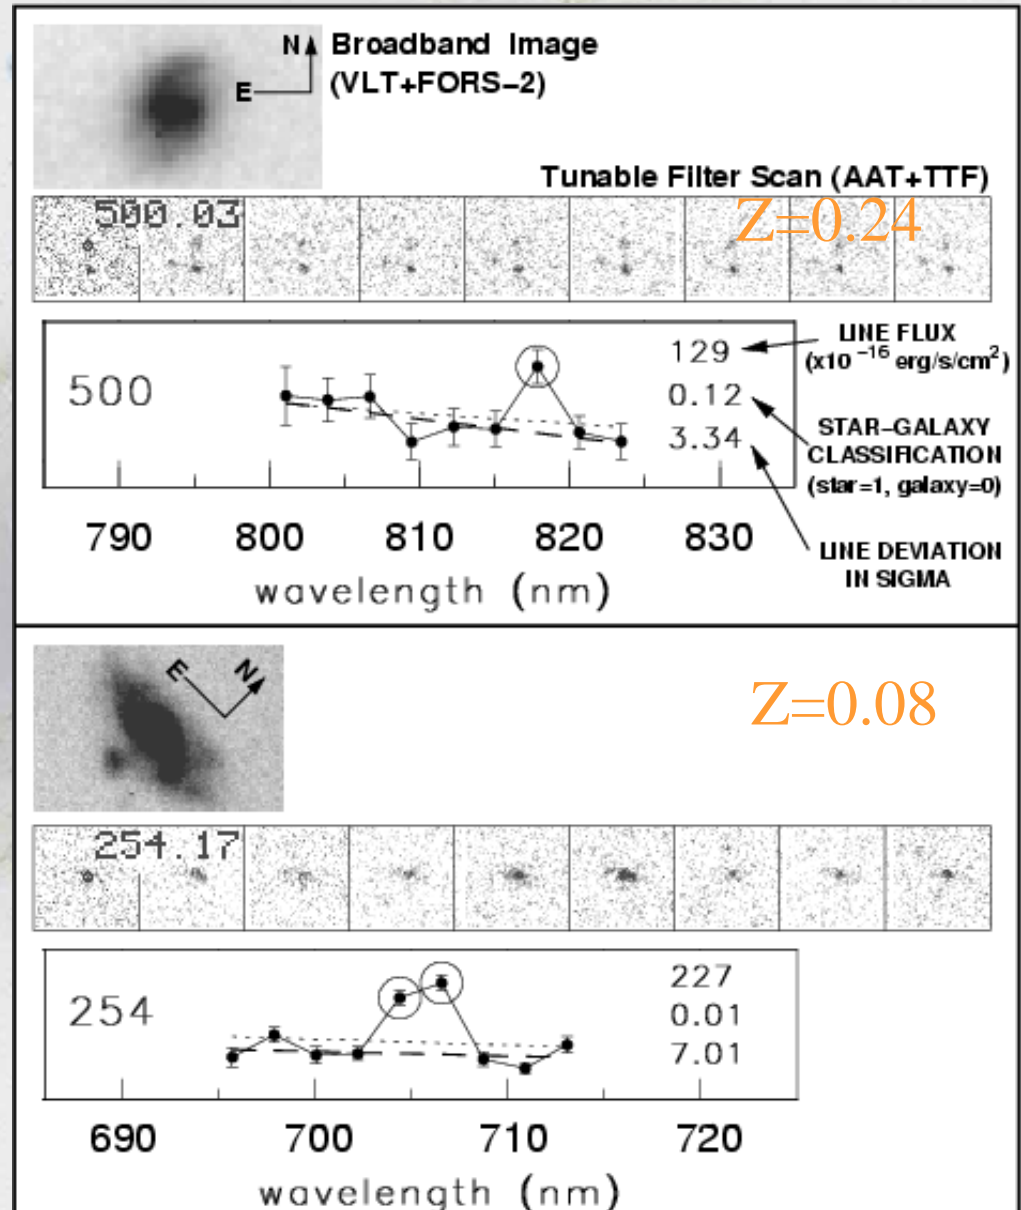 N Broadband Image
E (VLT+FORS-2)
Tunable Filter Scan (AAT+TTF)
500.03
Z=0.24
500
129
0.12
3.34
LINE FLUX
(x10 -16 erg/s/cm2)
STAR-GALAXY
CLASSIFICATION
(star=1, galaxy=0)
LINE DEVIATION
IN SIGMA
790 800 810 820 830
wavelength (nm)
E N
Z=0.08
254.17
254
227
0.01
7.01
690 700 710 720
wavelength (nm)